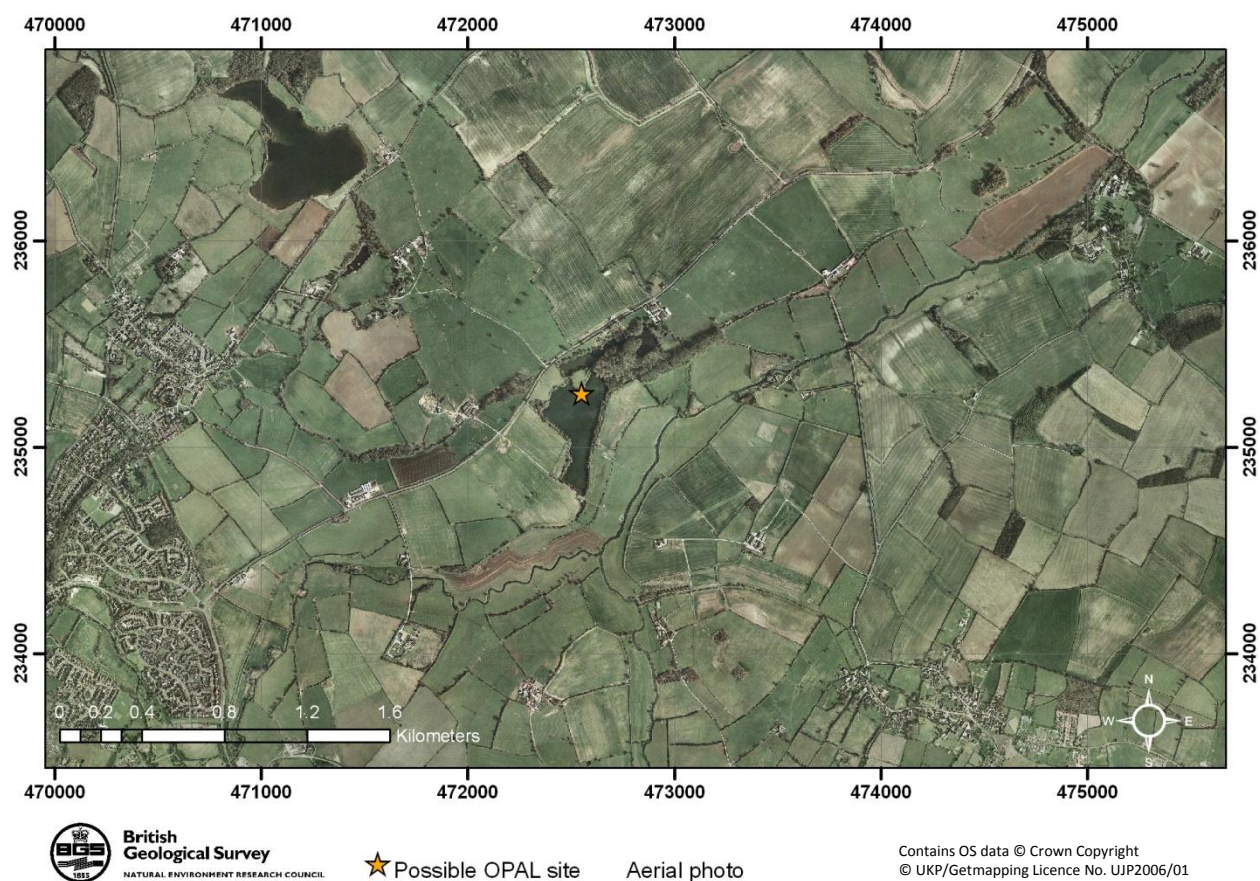 470000 471000 472000 473000 474000 475000
236000 236000
235000 235000
234000 234000
N
W E
S
0 0.2 0.4 0.8 1.2 1.6
Kilometers
470000 471000 472000 473000 474000 475000
BGS
1835
British
Geological Survey
NATURAL ENVIRONMENT RESEARCH COUNCIL
Possible OPAL site Aerial photo
Contains OS data © Crown Copyright
© UKP/Getmapping Licence No. UJP2006/01